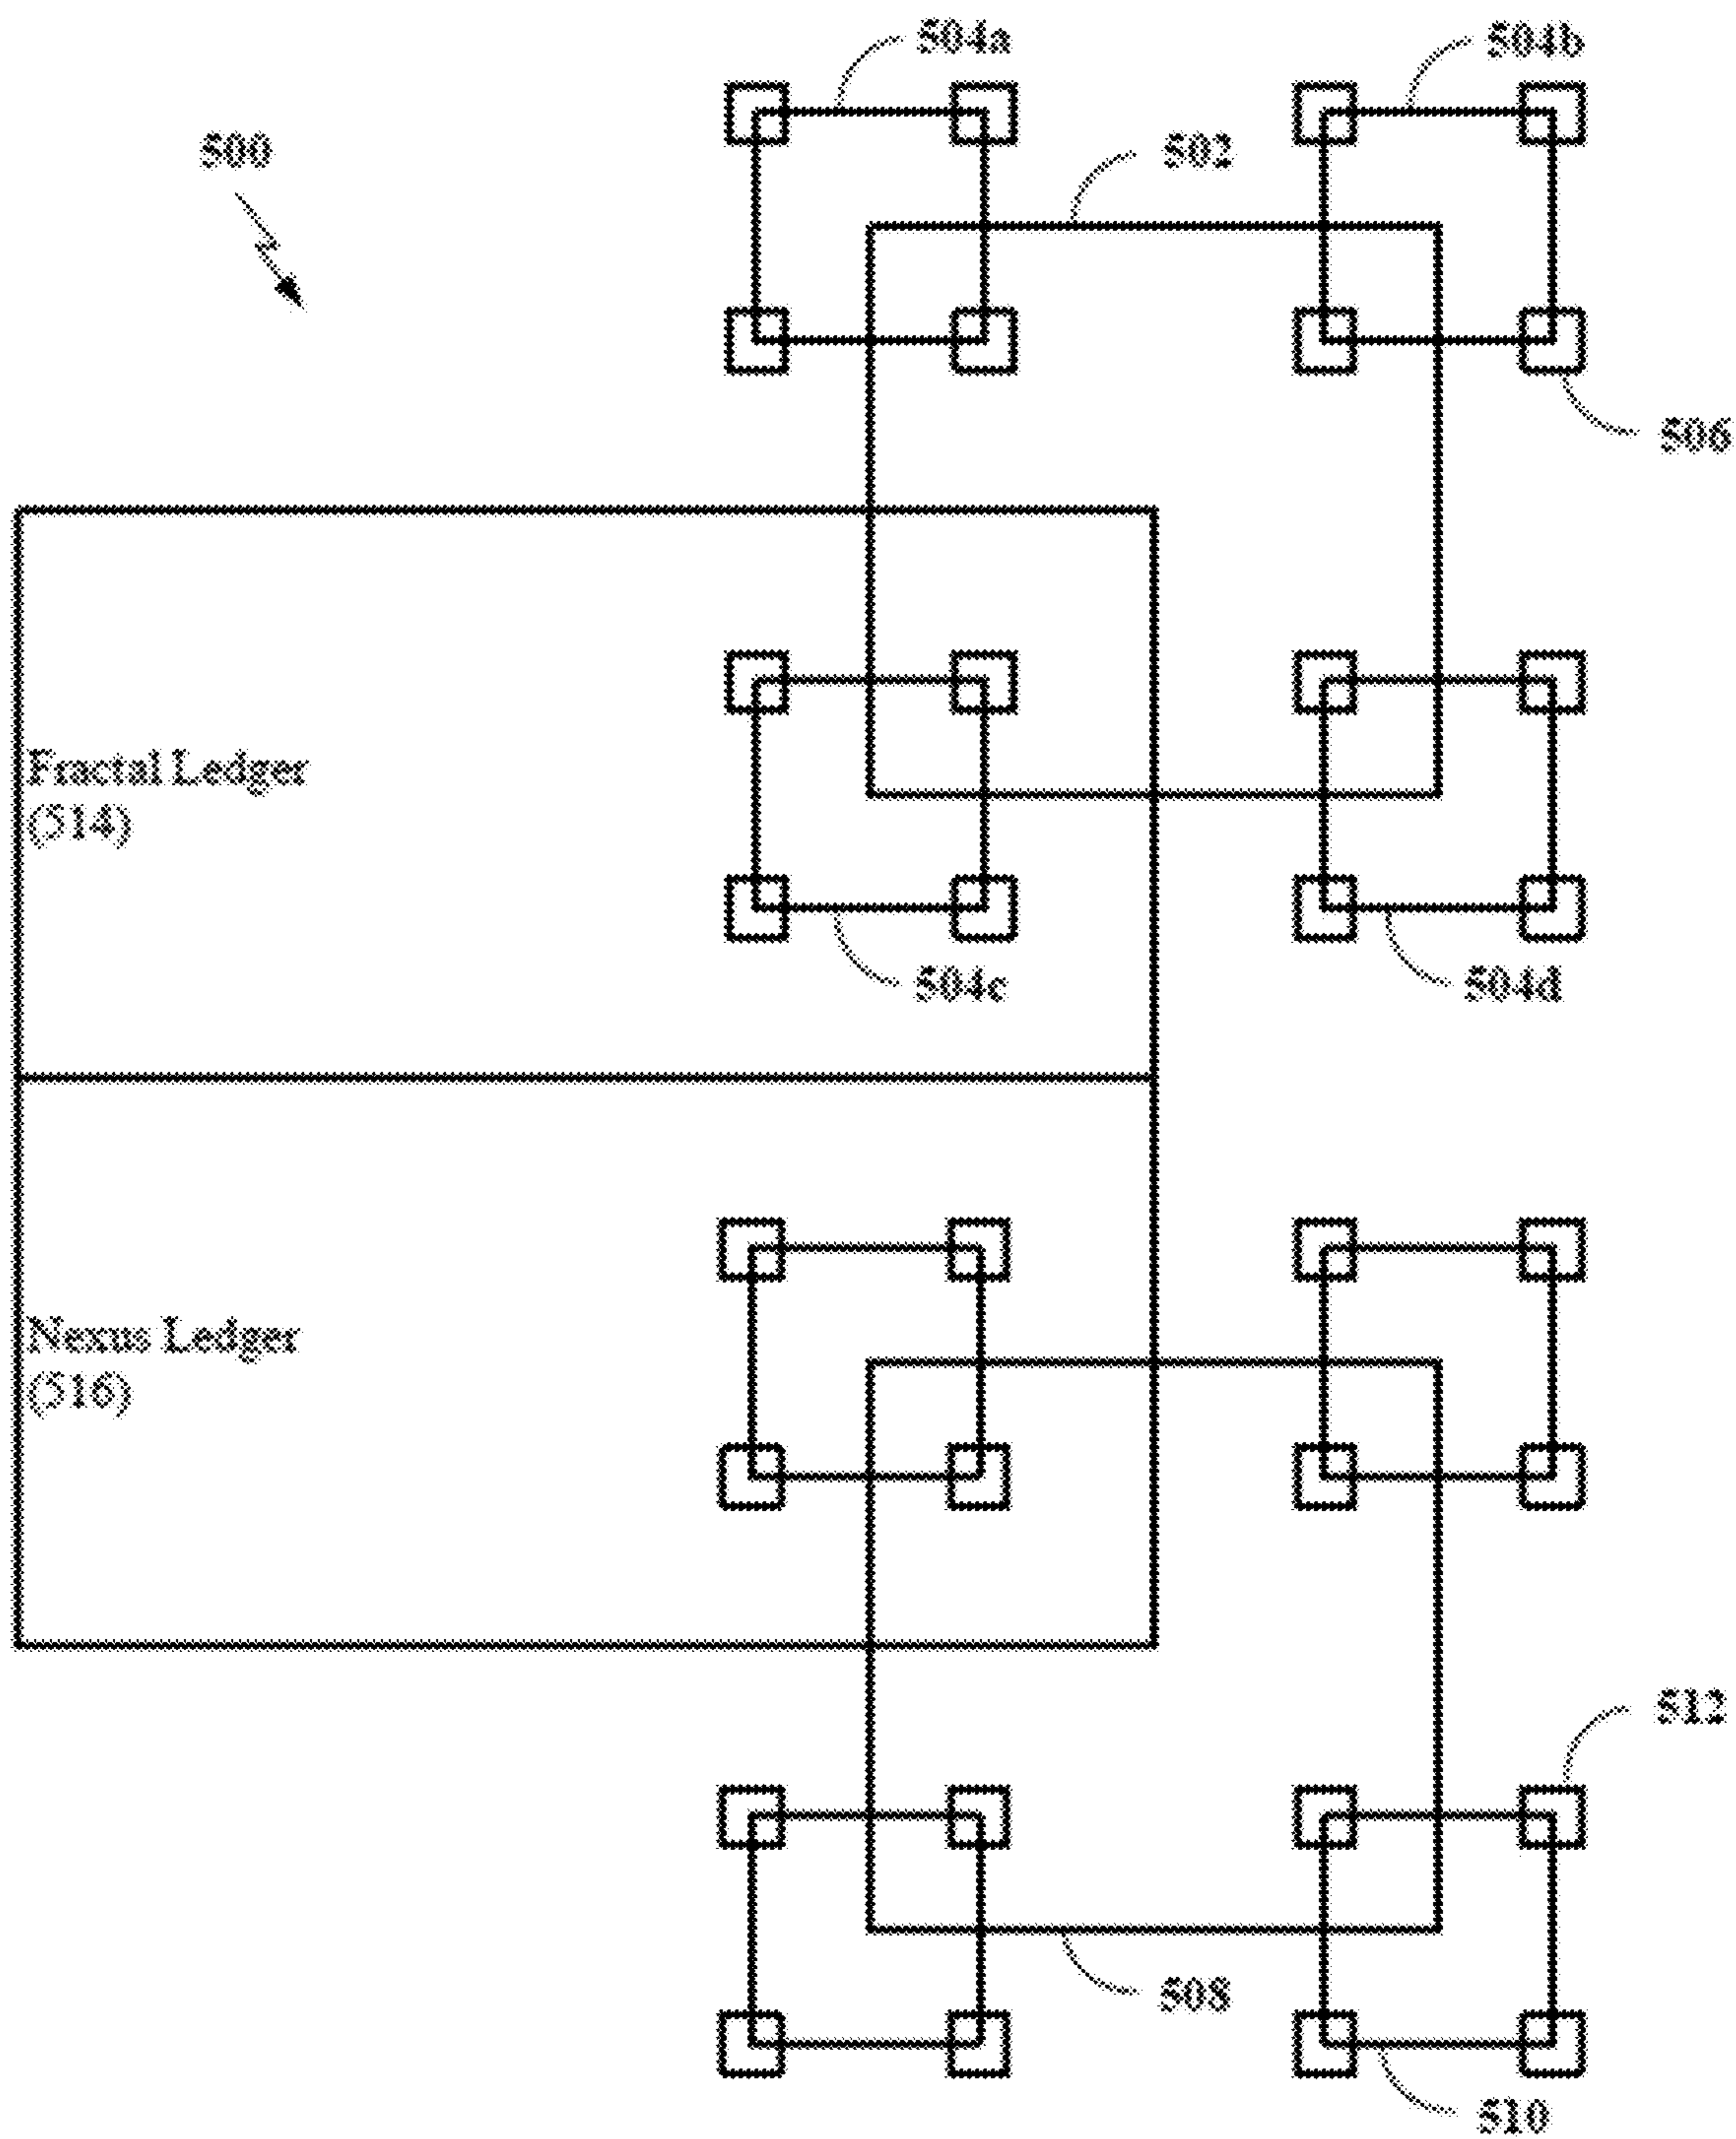 504a
504b
500
502
506
Fractal Ledger
(514)
504c
504d
Nexus Ledger
(516)
512
508
510